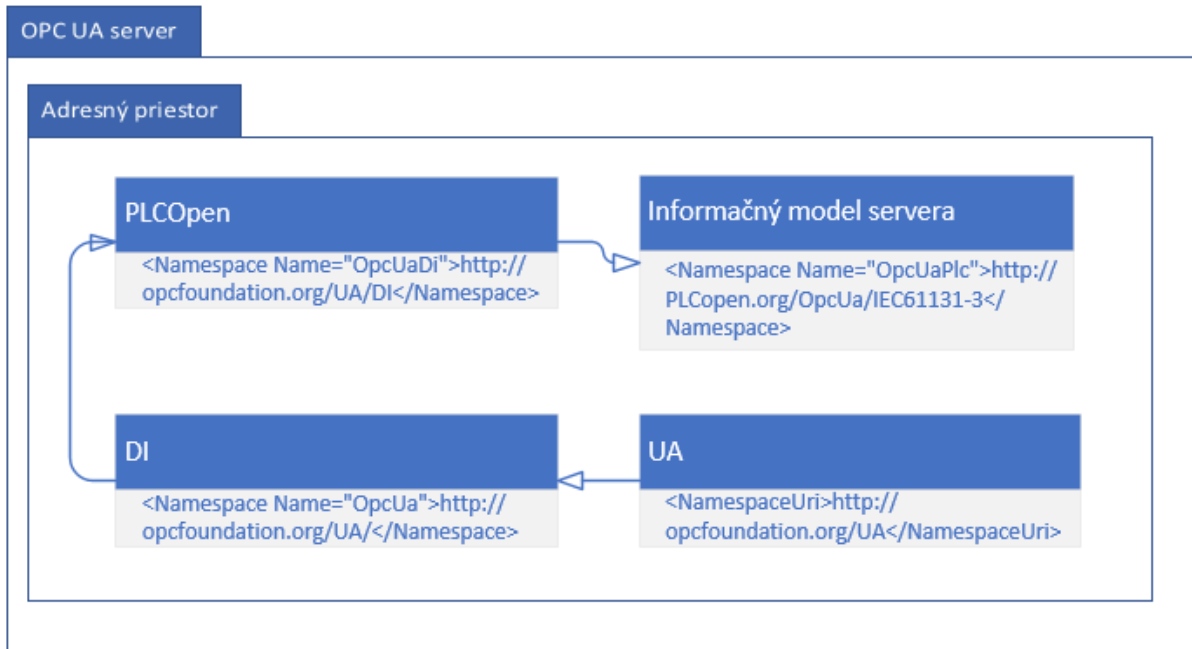 OPC UA server
Adresný priestor
PLCOpen
<Namespace Name="OpcUaDi">http://
opcfoundation.org/UA/DI</Namespace>
Informačný model servera
<Namespace Name="OpcUaPlc">http://
PLCopen.org/OpcUa/IEC61131-3</
Namespace>
DI
<Namespace Name="OpcUa">http://
opcfoundation.org/UA/</Namespace>
UA
<NamespaceUri>http://
opcfoundation.org/UA</NamespaceUri>